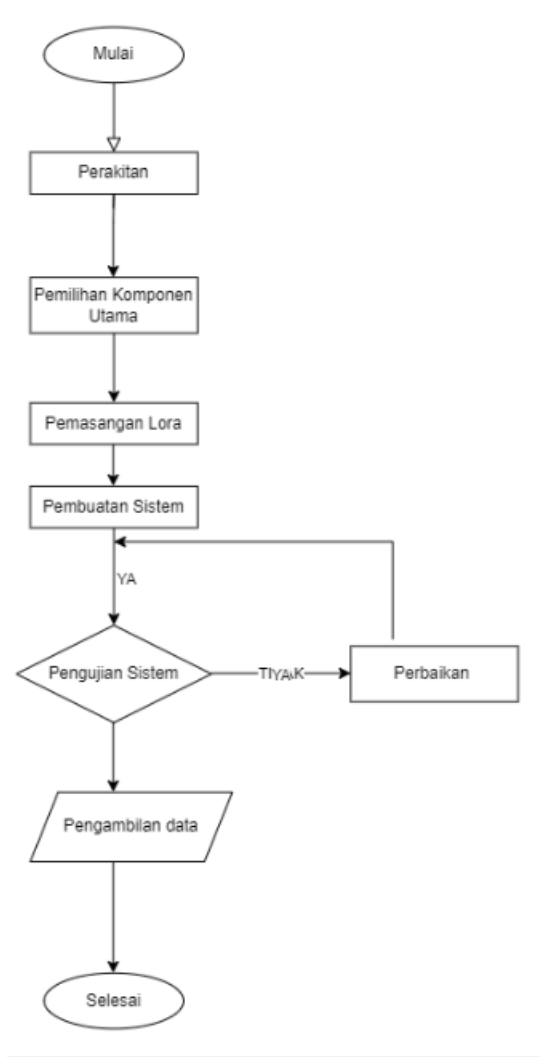 Mulai
Perakitan
Pemilihan Komponen
Utama
Pemasangan Lora
Pembuatan Sistem
YA
Pengujian Sistem
Perbaikan
Pengambilan data
Selesai